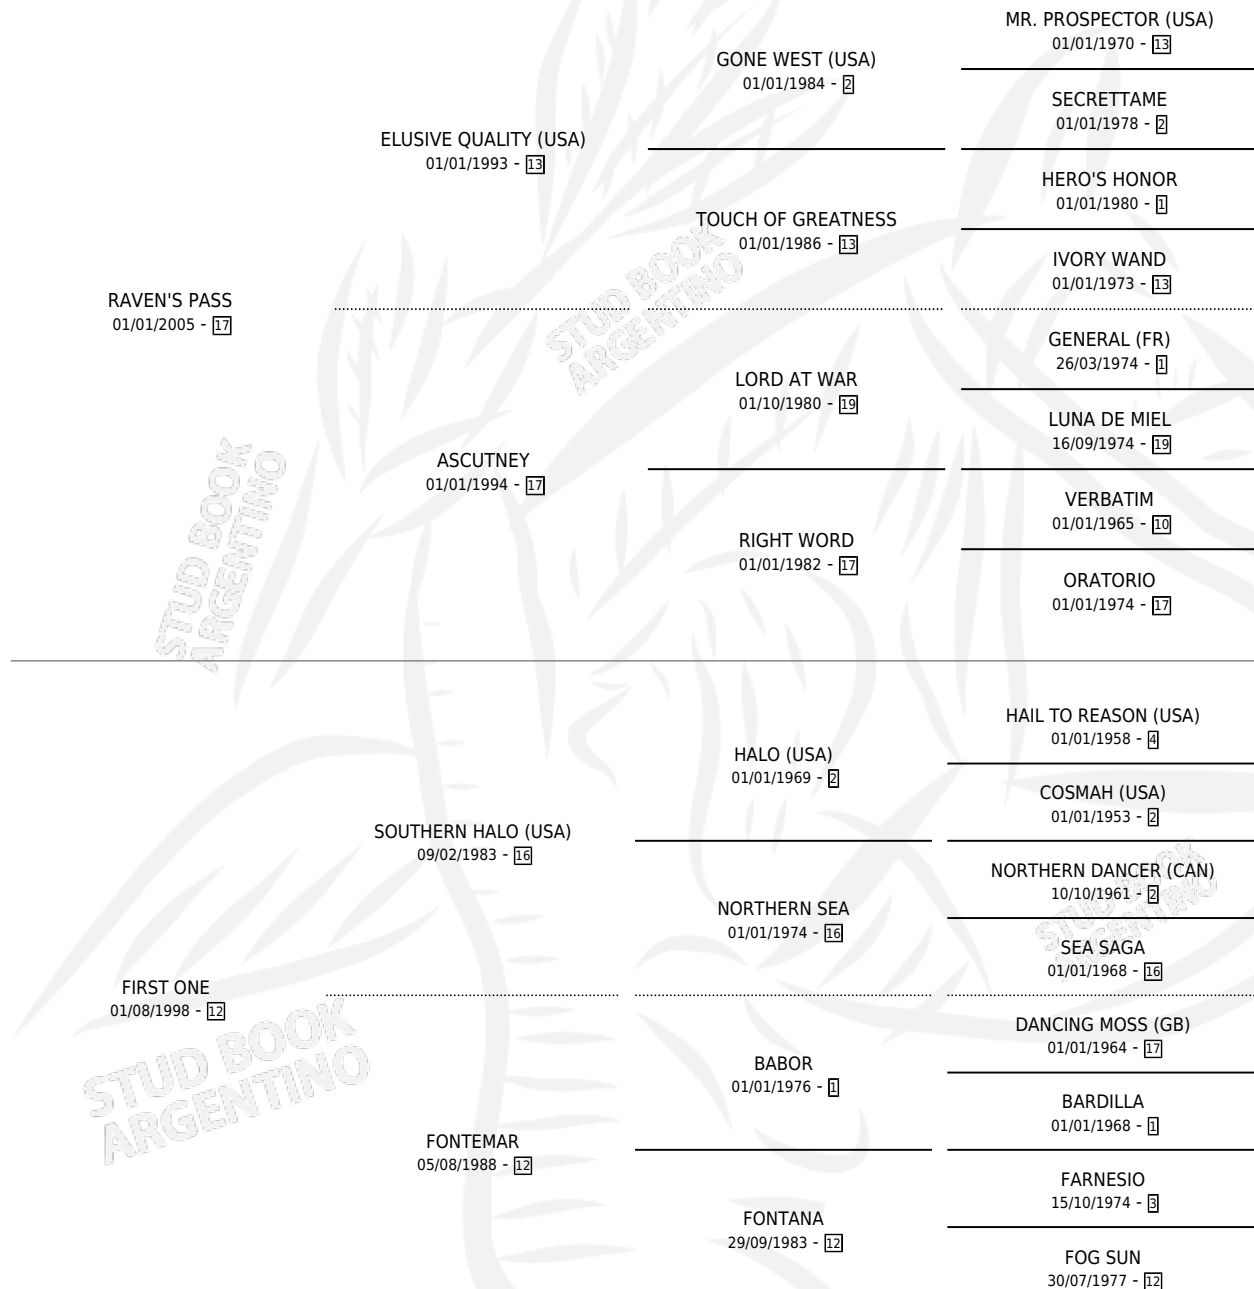 MR. PROSPECTOR (USA)
01/01/1970 - 13
GONE WEST (USA)
01/01/1984 - 2
SECRETTAME
01/01/1978 - 2
ELUSIVE QUALITY (USA)
01/01/1993 - 13
HERO'S HONOR
01/01/1980 - 1
TOUCH OF GREATNESS
01/01/1986 - 13
IVORY WAND
01/01/1973 - 13
RAVEN'S PASS
01/01/2005 - 17
GENERAL (FR)
26/03/1974 - 1
LORD AT WAR
01/10/1980 - 19
LUNA DE MIEL
16/09/1974 - 19
ASCUTNEY
01/01/1994 - 17
VERBATIM
01/01/1965 - 10
RIGHT WORD
01/01/1982 - 17
ORATORIO
01/01/1974 - 17
HAIL TO REASON (USA)
01/01/1958 - 4
HALO (USA)
01/01/1969 - 2
COSMAH (USA)
01/01/1953 - 2
SOUTHERN HALO (USA)
09/02/1983 - 16
NORTHERN DANCER (CAN)
10/10/1961 - 2
NORTHERN SEA
01/01/1974 - 16
SEA SAGA
01/01/1968 - 16
FIRST ONE
01/08/1998 - 12
DANCING MOSS (GB)
01/01/1964 - 17
BABOR
01/01/1976 - 1
BARDILLA
01/01/1968 - 1
FONTEMAR
05/08/1988 - 12
FARNESIO
15/10/1974 - 3
FONTANA
29/09/1983 - 12
FOG SUN
30/07/1977 - 12
STUD BOOK
ARGENTINO
STUD BOOK
ARGENTINO
STUD BOOK
ARGENTINO
STUD BOOK
ARGENTINO